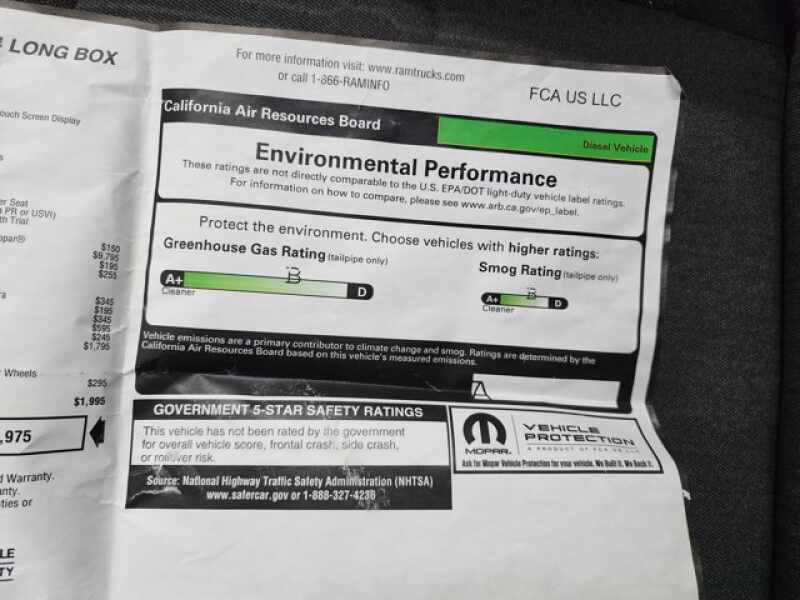 LONG BOX
ouch Screen Display
er Seat
PR or USVI)
th Trial
opar®
$150
$9,795
$195
$255
ra
$345
$195
$345
$595
$245
$1,795
Wheels
$295
$1,995
,975
d Warranty.
anty.
ties or
LE
TY
For more information visit: www.ramtrucks.com
or call 1-866-RAMINFO
FCA US LLC
California Air Resources Board
Diesel Vehicle
Environmental Performance
These ratings are not directly comparable to the U.S. EPA/DOT light-duty vehicle label ratings.
For information on how to compare, please see www.arb.ca.gov/ep_label.
Protect the environment. Choose vehicles with higher ratings:
Greenhouse Gas Rating (tailpipe only)
B
A+
D
Cleaner
Smog Rating (tailpipe only)
B
A+
D
Cleaner
Vehicle emissions are a primary contributor to climate change and smog. Ratings are determined by the
California Air Resources Board based on this vehicle's measured emissions.
A
GOVERNMENT 5-STAR SAFETY RATINGS
This vehicle has not been rated by the government
for overall vehicle score, frontal crash, side crash,
or rollover risk.
Source: National Highway Traffic Safety Administration (NHTSA)
www.safercar.gov or 1-888-327-4236
MOPAR®
VEHICLE
PROTECTION
A PRODUCT OF FCA US LLC
Ask for Mopar Vehicle Protection for your vehicle. We Built It. We Back It.